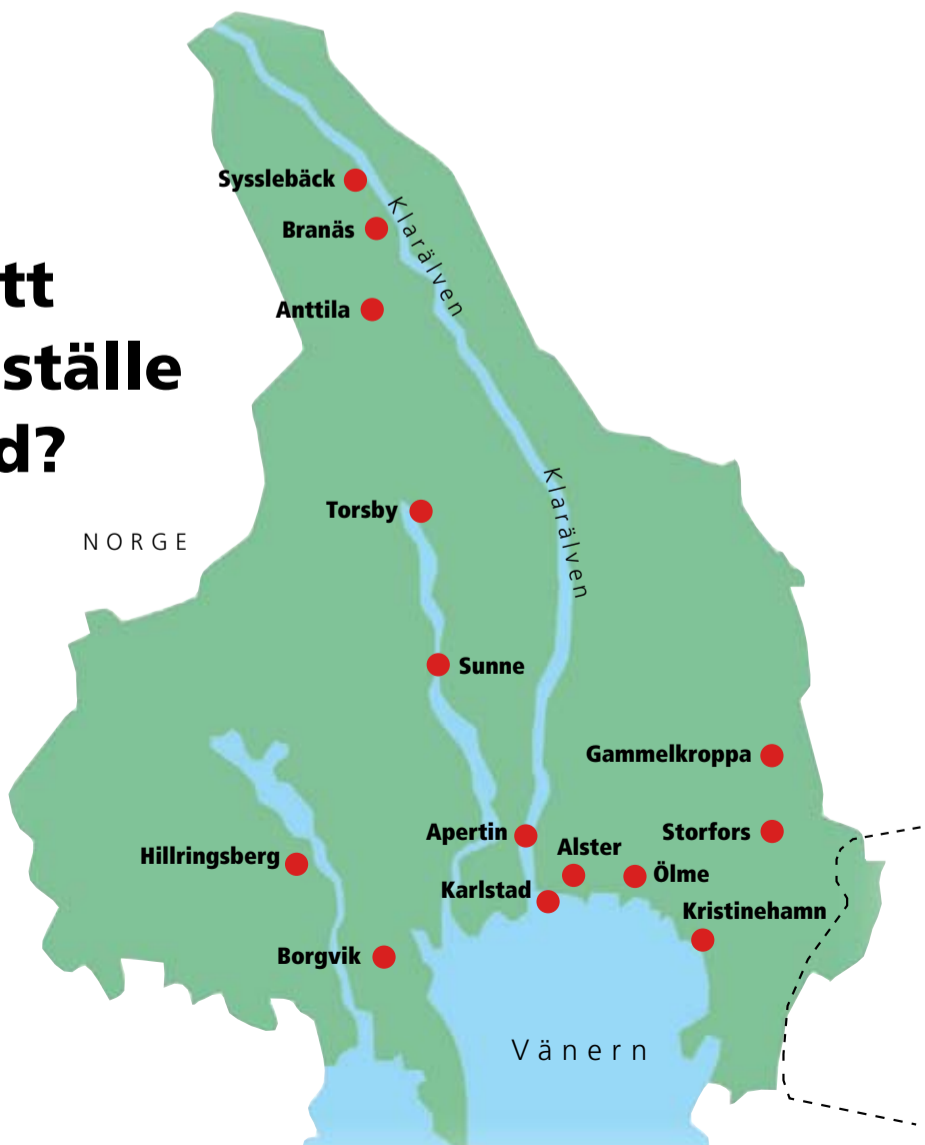 Sysslebäck
Branäs
Klarälven
tt
ställe
d?
Anttila
Klarälven
Torsby
NORGE
Sunne
Gammelkroppa
Apertin
Storfors
Alster
Hillringsberg
Ölme
Karlstad
Kristinehamn
Borgvik
Vänern